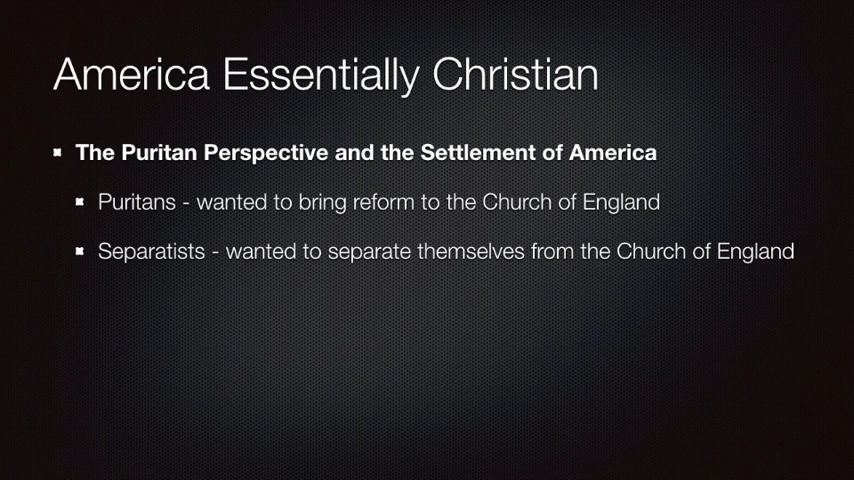 America Essentially Christian
The Puritan Perspective and the Settlement of America
Puritans - wanted to bring reform to the Church of England
Separatists - wanted to separate themselves from the Church of England